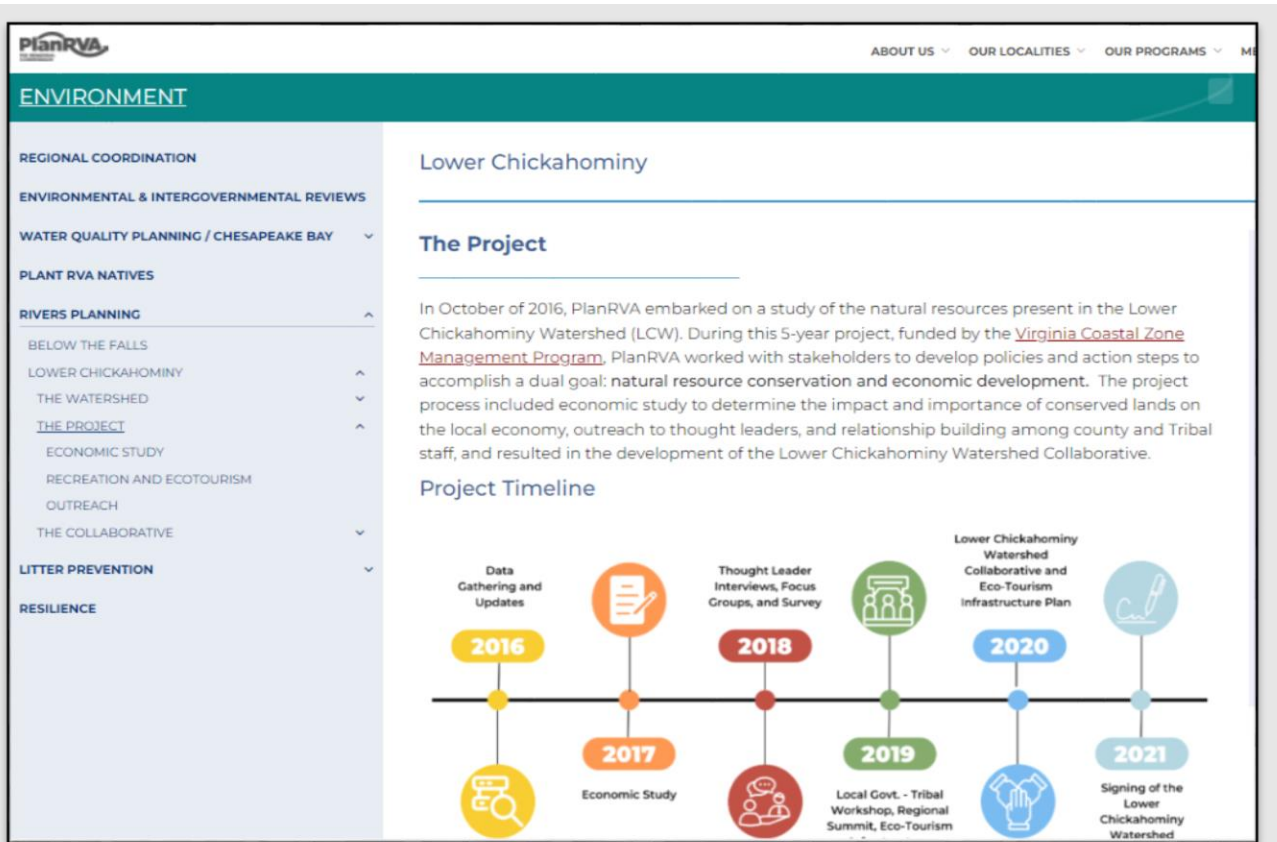 PlanRVA
ABOUT US
OUR LOCALITIES
OUR PROGRAMS
ME
ENVIRONMENT
REGIONAL COORDINATION
ENVIRONMENTAL & INTERGOVERNMENTAL REVIEWS
WATER QUALITY PLANNING / CHESAPEAKE BAY
PLANT RVA NATIVES
RIVERS PLANNING
BELOW THE FALLS
LOWER CHICKAHOMINY
THE WATERSHED
THE PROJECT
ECONOMIC STUDY
RECREATION AND ECOTOURISM
OUTREACH
THE COLLABORATIVE
LITTER PREVENTION
RESILIENCE
Lower Chickahominy
The Project
In October of 2016, PlanRVA embarked on a study of the natural resources present in the Lower
Chickahominy Watershed (LCW). During this 5-year project, funded by the Virginia Coastal Zone
Management Program, PlanRVA worked with stakeholders to develop policies and action steps to
accomplish a dual goal: natural resource conservation and economic development. The project
process included economic study to determine the impact and importance of conserved lands on
the local economy, outreach to thought leaders, and relationship building among county and Tribal
staff, and resulted in the development of the Lower Chickahominy Watershed Collaborative.
Project Timeline
Data
Gathering and
Updates
2016
2017
Economic Study
Thought Leader
Interviews, Focus
Groups, and Survey
2018
2019
Local Govt. - Tribal
Workshop, Regional
Summit, Eco-Tourism
Lower Chickahominy
Watershed
Collaborative and
Eco-Tourism
Infrastructure Plan
2020
2021
Signing of the
Lower
Chickahominy
Watershed